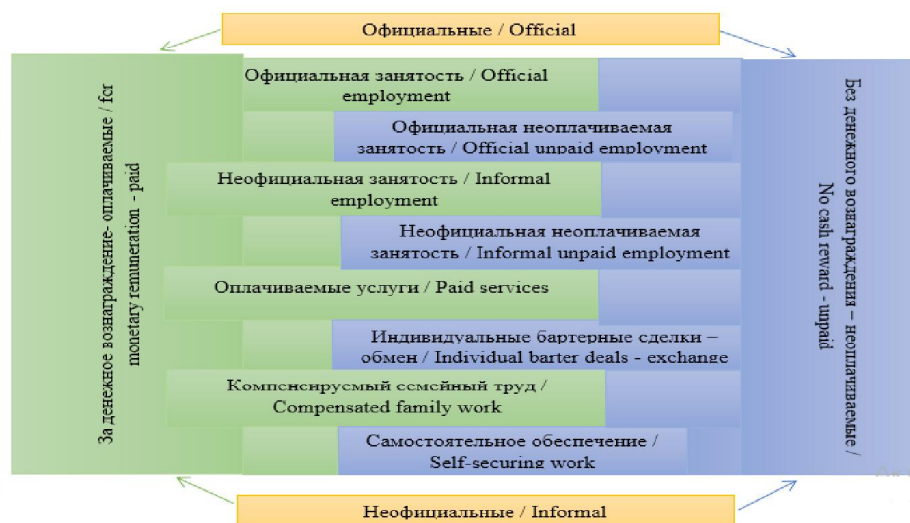 Официальные / Official
За денежное вознаграждение- оплачиваемые / fcr
monetary remuneration - paid
Официальная занятость / Official
employment
Официальная неоплачиваемая
занятость / Official unpaid employment
Неофициальная занятость / Informal
employment
Неофициальная неоплачиваемая
занятость / Informal unpaid employment
Оплачиваемые услуги / Paid services
Индивидуальные бартерные сделки –
обмен / Individual barter deals - exchange
Компенсируемый семейный труд /
Compensated family work
Самостоятельное обеспечение /
Self-securing work
Без денежного вознаграждения – неоплачиваемые /
No cash reward - unpaid
Неофициальные / Informal